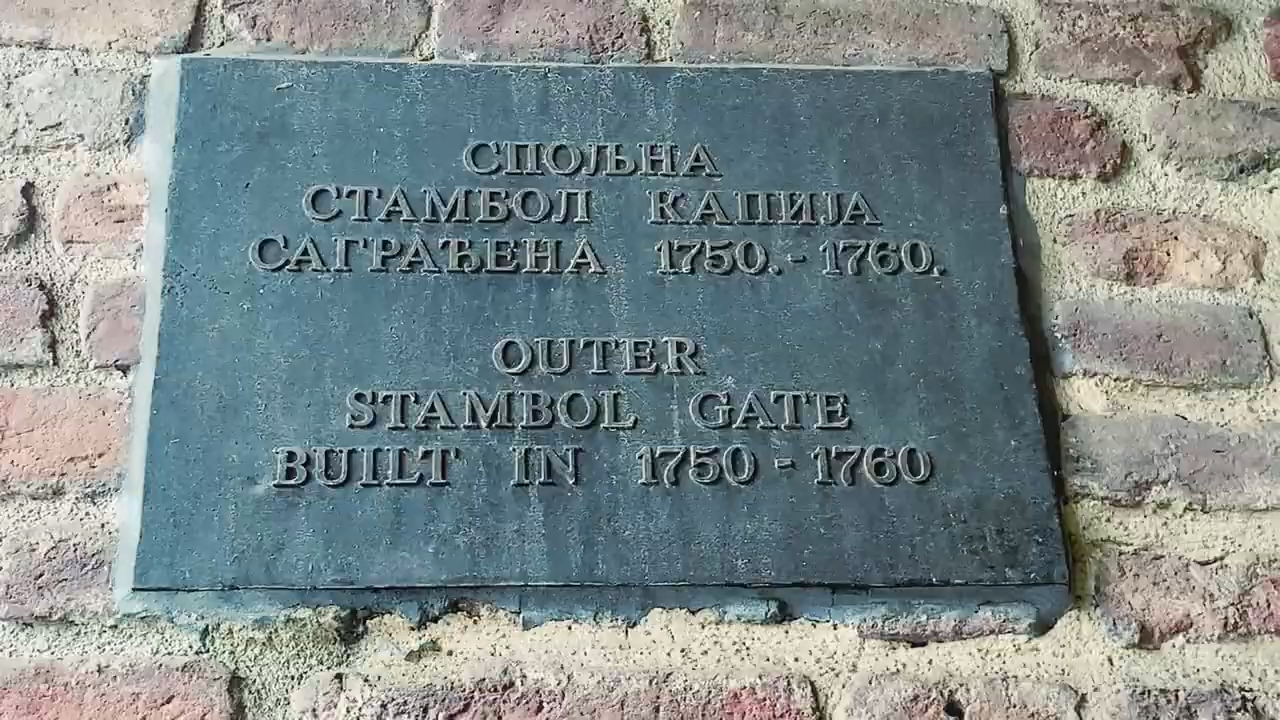 СПОЉНА
СТАМБОЛ КАПИЈА
САГРАЂЕНА 1750.- 1760.
OUTER
STAMBOL GATE
BUILT IN 1750 - 1760